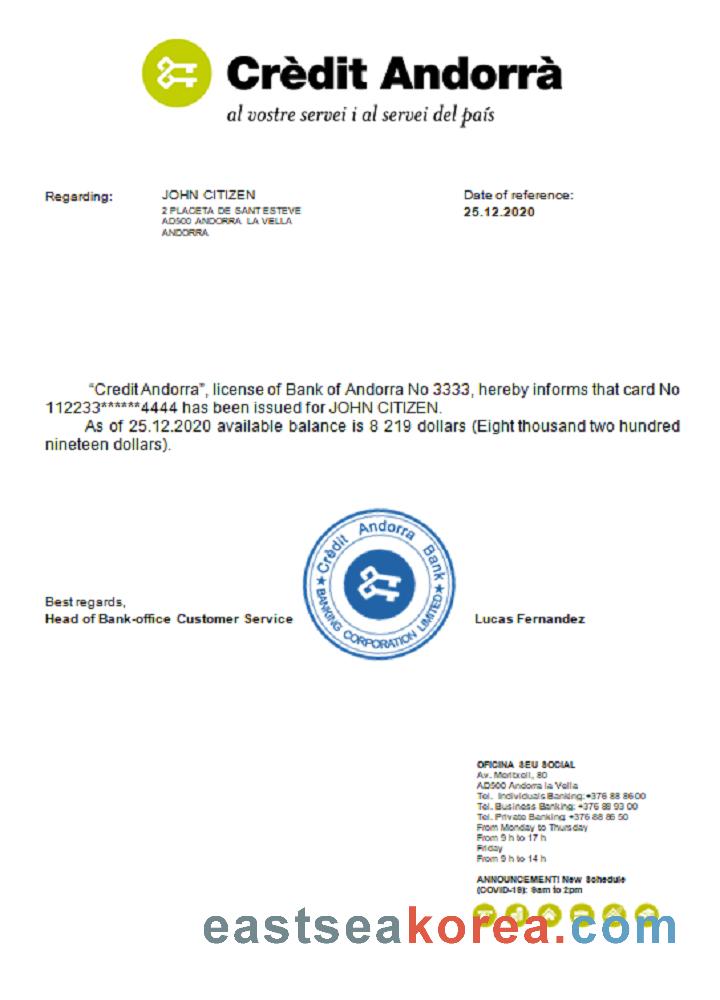 Crèdit Andorrà
al vostre servei i al servei del país
Regarding:
JOHN CITIZEN
2 PLACETA DE SANT ESTEVE
AD500 ANDORRA LA VELLA
ANDORRA
Date of reference:
25.12.2020
“Credit Andorra”, license of Bank of Andorra No 3333, hereby informs that card No
112233******4444 has been issued for JOHN CITIZEN.
As of 25.12.2020 available balance is 8 219 dollars (Eight thousand two hundred
nineteen dollars).
Crèdit Andorra Bank
BANKING CORPORATION LIMITED
Best regards,
Head of Bank-office Customer Service
Lucas Fernandez
OFICINA SEU SOCIAL
Av. Meritxell, 80
AD500 Andorra la Vella
Tel. Individuals Banking: +376 88 8600
Tel. Business Banking: +376 88 93 00
Tel. Private Banking +376 88 86 50
From Monday to Thursday
From 9 h to 17 h
Friday
From 9 h to 14 h
ANNOUNCEMENT! New Schedule
(COVID-19): 9am to 2pm
eastseakorea.com